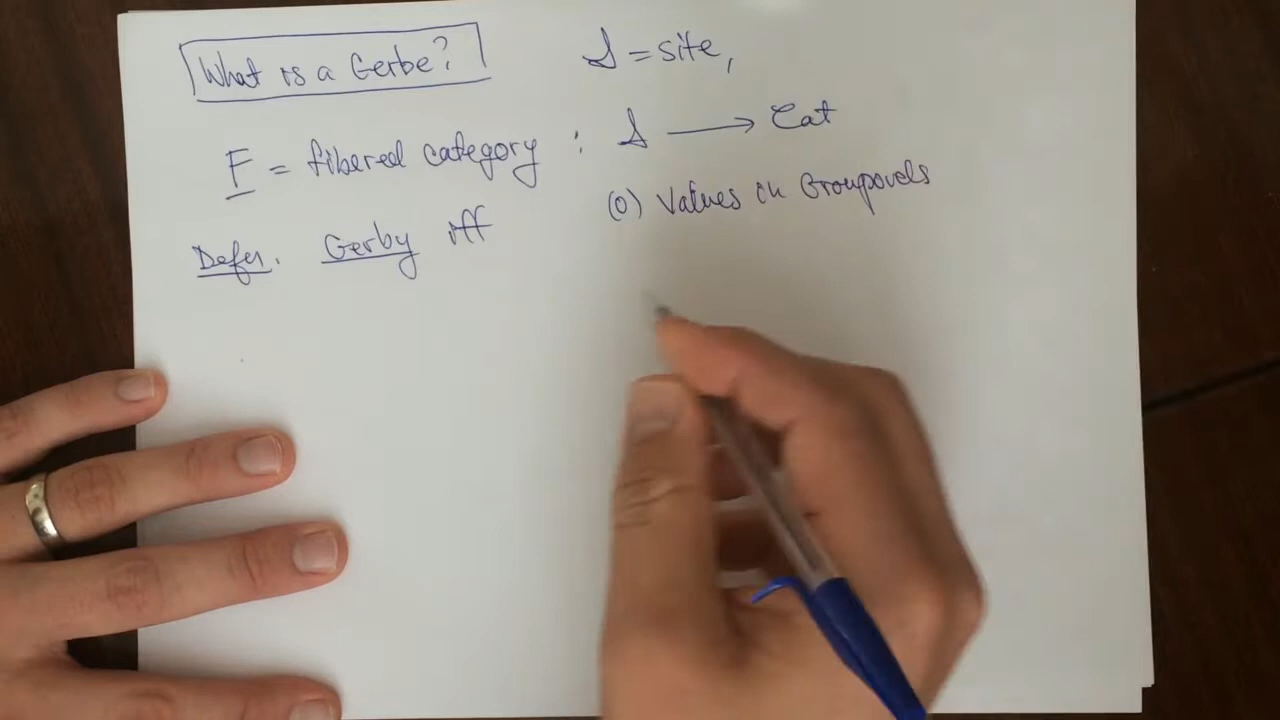 What is a Gerbe?
S = site,
F = fibered category : S → Cat
(0) Values in Groupoids
Defn. Gerby iff